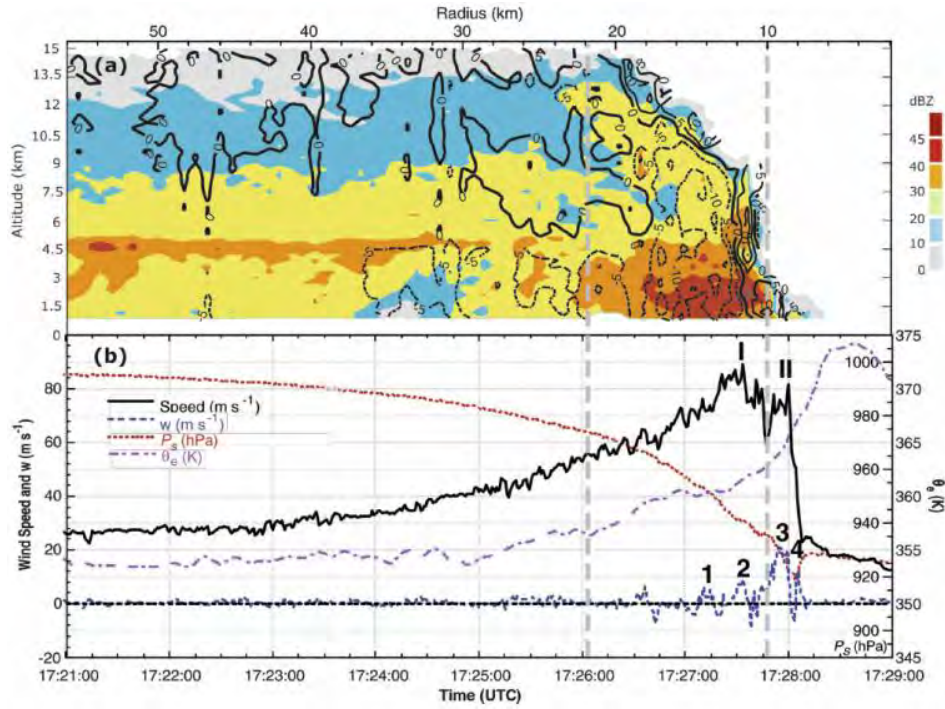 Radius (km)
50 40 30 20 10
15
13.5
12
10.5
9
7.5
6
4.5
3
1.5
0
Altitude (km)
(a)
dBZ
45
40
30
20
10
0
(b)
Speed (m s⁻¹)
w (m s⁻¹)
Pₛ (hPa)
θₑ (K)
I
II
1
2
3
4
Wind Speed and w (m s⁻¹)
0
80
60
40
20
0
-20
1000
980
960
940
920
900
Pₛ (hPa)
375
370
365
360
355
350
345
θₑ (K)
17:21:00 17:22:00 17:23:00 17:24:00 17:25:00 17:26:00 17:27:00 17:28:00 17:29:00
Time (UTC)